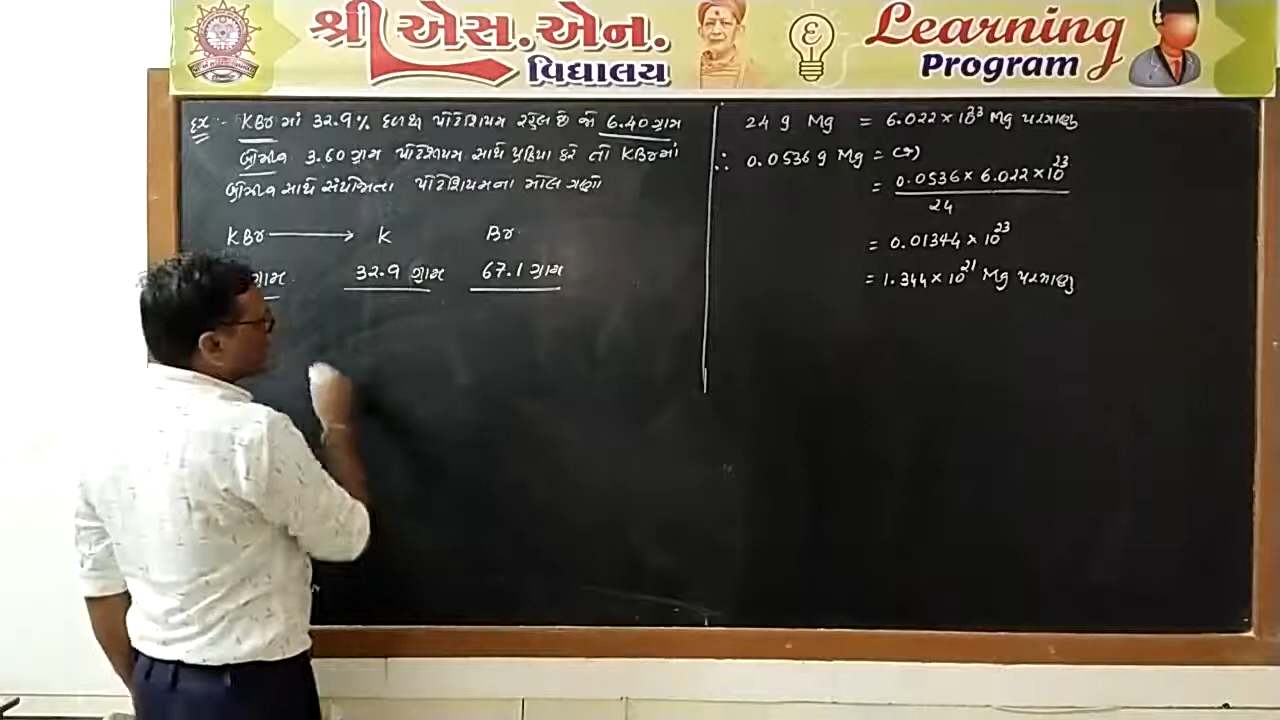 શ્રી એસ.એન.
વિદ્યાલય
Learning
Program
દા.:- KBr માં 32.9% દળથી પોટેશિયમ રહેલ છે જો 6.40 ગ્રામ
બ્રોમીન 3.60 ગ્રામ પોટેશિયમ સાથે પ્રક્રિયા કરે તો KBr માં
બ્રોમીન સાથે સંયોજિતા પોટેશિયમના મોલ ગણો
KBr ⟶ K Br
ગ્રામ 32.9 ગ્રામ 67.1 ગ્રામ
24 g Mg = 6.022 × 10²³ Mg પરમાણુ
∴ 0.0536 g Mg = (?)
= 0.0536 × 6.022 × 10²³
24
= 0.01344 × 10²³
= 1.344 × 10²¹ Mg પરમાણુ